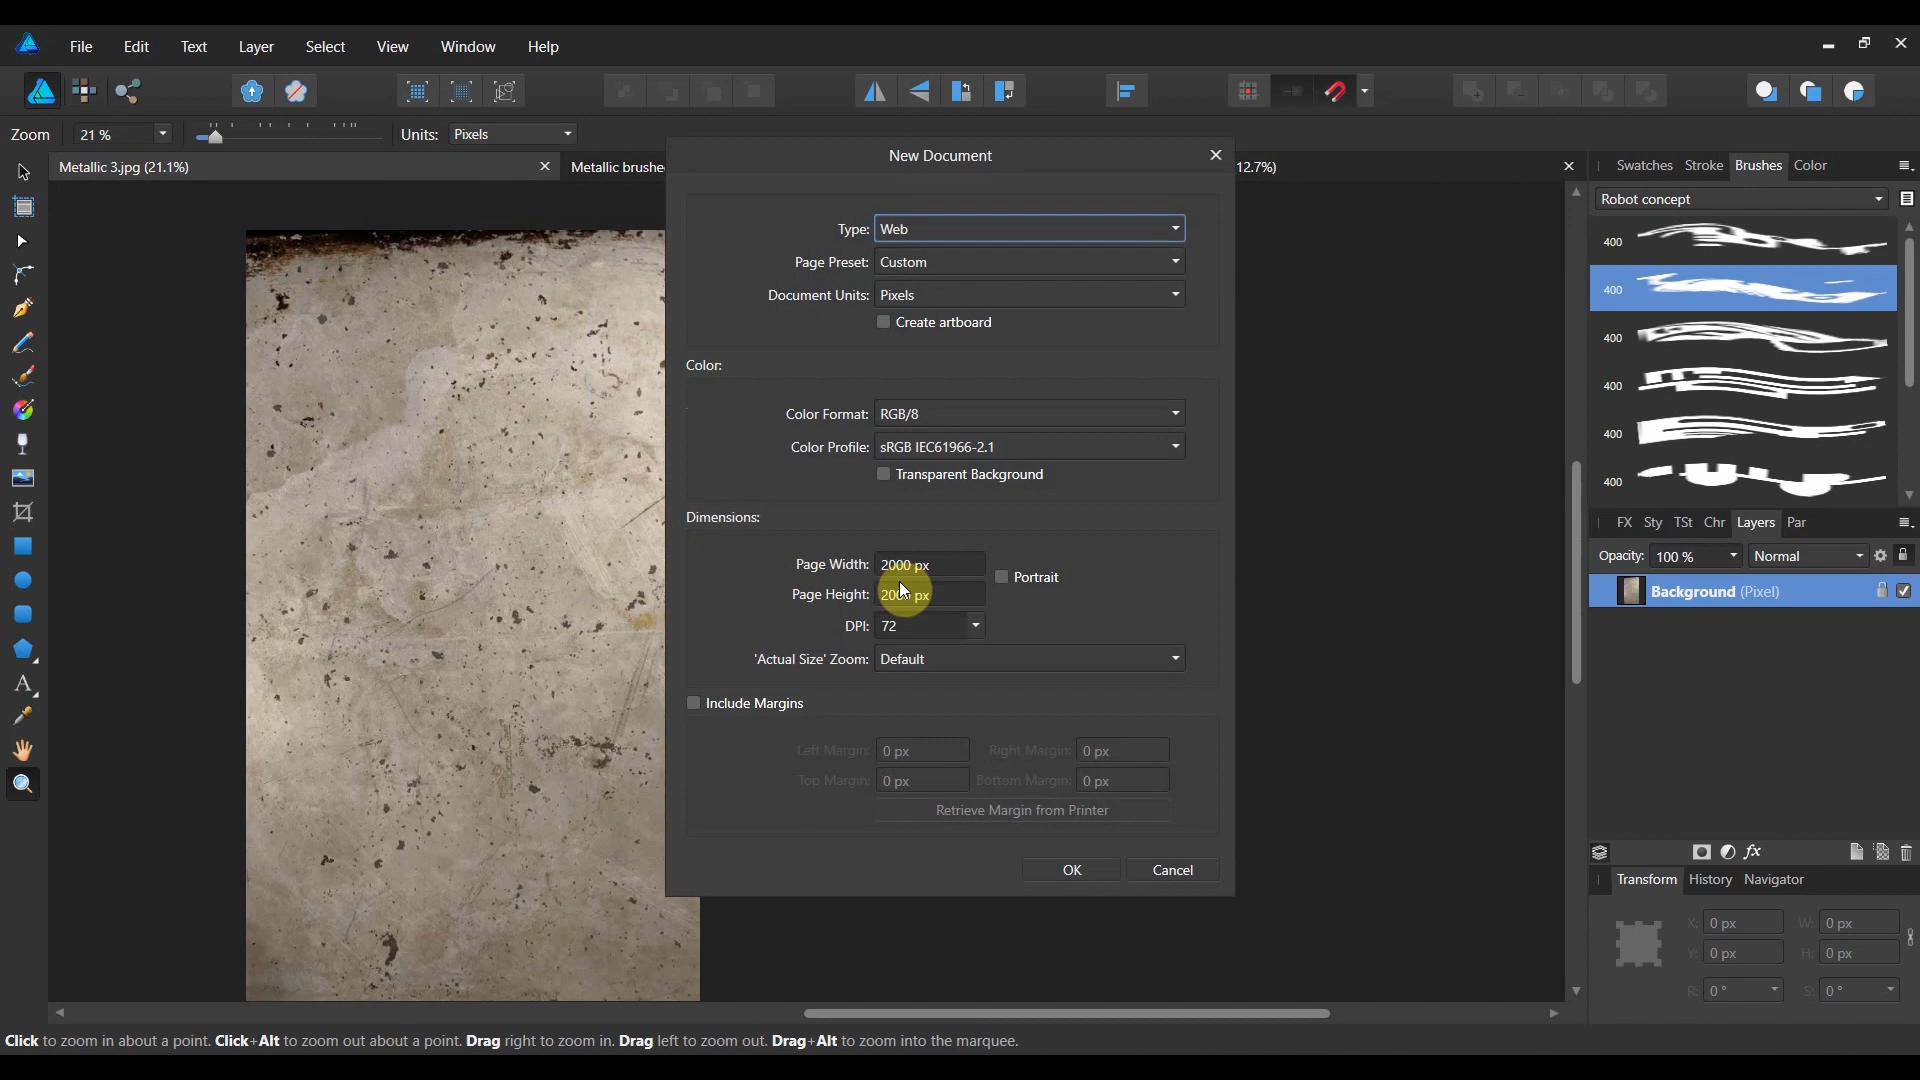 File Edit Text Layer Select View Window Help
Zoom 21 % Units: Pixels
Metallic 3.jpg (21.1%) Metallic brushe 12.7%)
New Document
Type: Web
Page Preset: Custom
Document Units: Pixels
Create artboard
Color:
Color Format: RGB/8
Color Profile: sRGB IEC61966-2.1
Transparent Background
Dimensions:
Page Width: 2000 px
Portrait
Page Height: 2000 px
DPI: 72
'Actual Size' Zoom: Default
Include Margins
Left Margin: 0 px Right Margin: 0 px
Top Margin: 0 px Bottom Margin: 0 px
Retrieve Margin from Printer
OK Cancel
Swatches Stroke Brushes Color
Robot concept
400
400
400
400
400
400
FX Sty TSt Chr Layers Par
Opacity: 100 % Normal
Background (Pixel)
Transform History Navigator
X: 0 px W: 0 px
Y: 0 px H: 0 px
R: 0 ° S: 0 °
Click to zoom in about a point. Click+Alt to zoom out about a point. Drag right to zoom in. Drag left to zoom out. Drag+Alt to zoom into the marquee.